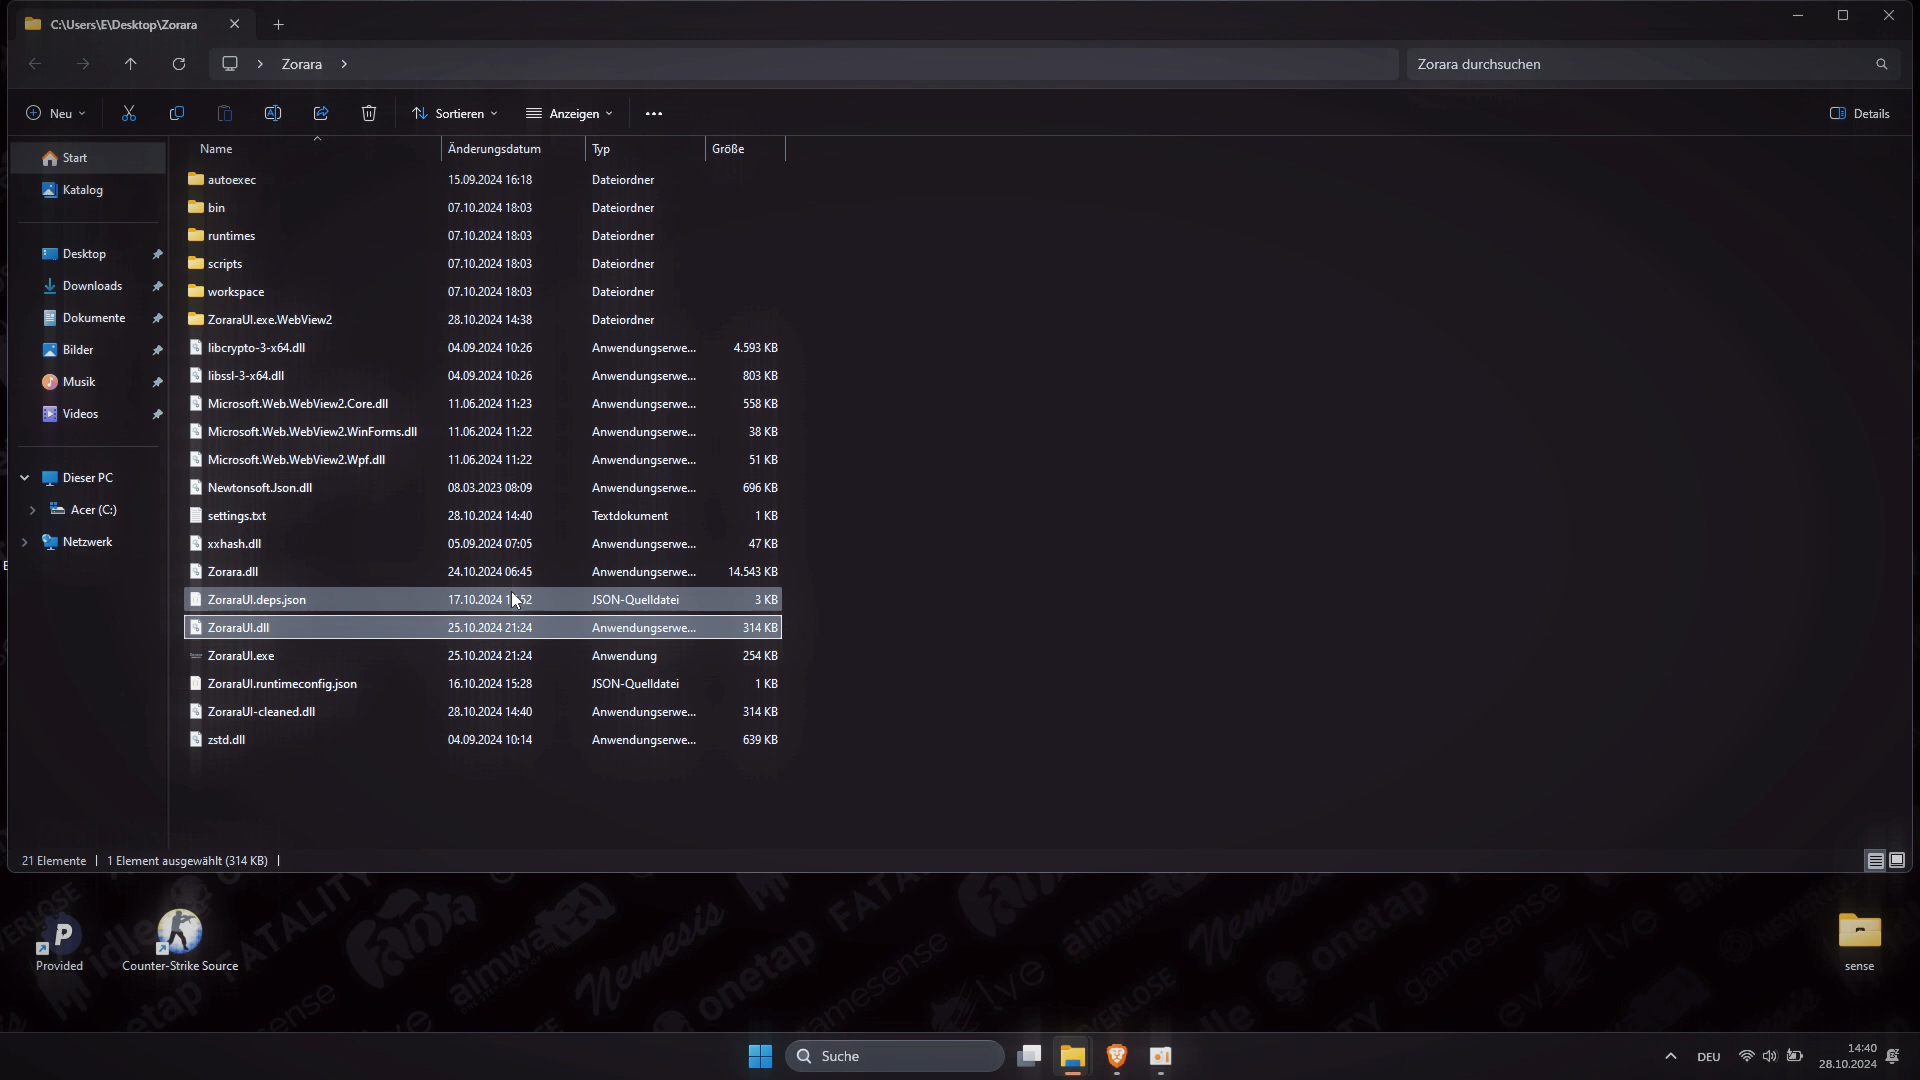 C:\Users\E\Desktop\Zorara
Zorara
Zorara durchsuchen
Neu
Sortieren
Anzeigen
Details
Name Änderungsdatum Typ Größe
Start
Katalog
Desktop
Downloads
Dokumente
Bilder
Musik
Videos
Dieser PC
Acer (C:)
Netzwerk
autoexec 15.09.2024 16:18 Dateiordner
bin 07.10.2024 18:03 Dateiordner
runtimes 07.10.2024 18:03 Dateiordner
scripts 07.10.2024 18:03 Dateiordner
workspace 07.10.2024 18:03 Dateiordner
ZoraraUI.exe.WebView2 28.10.2024 14:38 Dateiordner
libcrypto-3-x64.dll 04.09.2024 10:26 Anwendungserwe... 4.593 KB
libssl-3-x64.dll 04.09.2024 10:26 Anwendungserwe... 803 KB
Microsoft.Web.WebView2.Core.dll 11.06.2024 11:23 Anwendungserwe... 558 KB
Microsoft.Web.WebView2.WinForms.dll 11.06.2024 11:22 Anwendungserwe... 38 KB
Microsoft.Web.WebView2.Wpf.dll 11.06.2024 11:22 Anwendungserwe... 51 KB
Newtonsoft.Json.dll 08.03.2023 08:09 Anwendungserwe... 696 KB
settings.txt 28.10.2024 14:40 Textdokument 1 KB
xxhash.dll 05.09.2024 07:05 Anwendungserwe... 47 KB
Zorara.dll 24.10.2024 06:45 Anwendungserwe... 14.543 KB
ZoraraUI.deps.json 17.10.2024 JSON-Quelldatei 3 KB
ZoraraUI.dll 25.10.2024 21:24 Anwendungserwe... 314 KB
ZoraraUI.exe 25.10.2024 21:24 Anwendung 254 KB
ZoraraUI.runtimeconfig.json 16.10.2024 15:28 JSON-Quelldatei 1 KB
ZoraraUI-cleaned.dll 28.10.2024 14:40 Anwendungserwe... 314 KB
zstd.dll 04.09.2024 10:14 Anwendungserwe... 639 KB
21 Elemente | 1 Element ausgewählt (314 KB) |
NEVERLOSE
idle
FATALITY
Fanta
aimware
Nemesis
onetap
gamesense
FATAL
onetap
NEVERLOSE
Provided
Counter-Strike Source
sense
Suche
DEU
14:40
28.10.2024